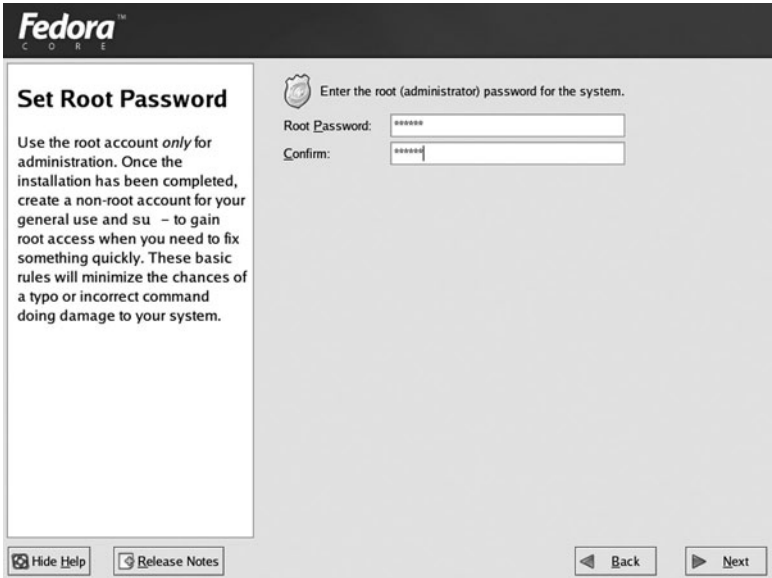 Fedora™
CORE
Set Root Password
Use the root account only for
administration. Once the
installation has been completed,
create a non-root account for your
general use and su – to gain
root access when you need to fix
something quickly. These basic
rules will minimize the chances of
a typo or incorrect command
doing damage to your system.
Enter the root (administrator) password for the system.
Root Password: ******
Confirm: ******
Hide Help
Release Notes
Back
Next